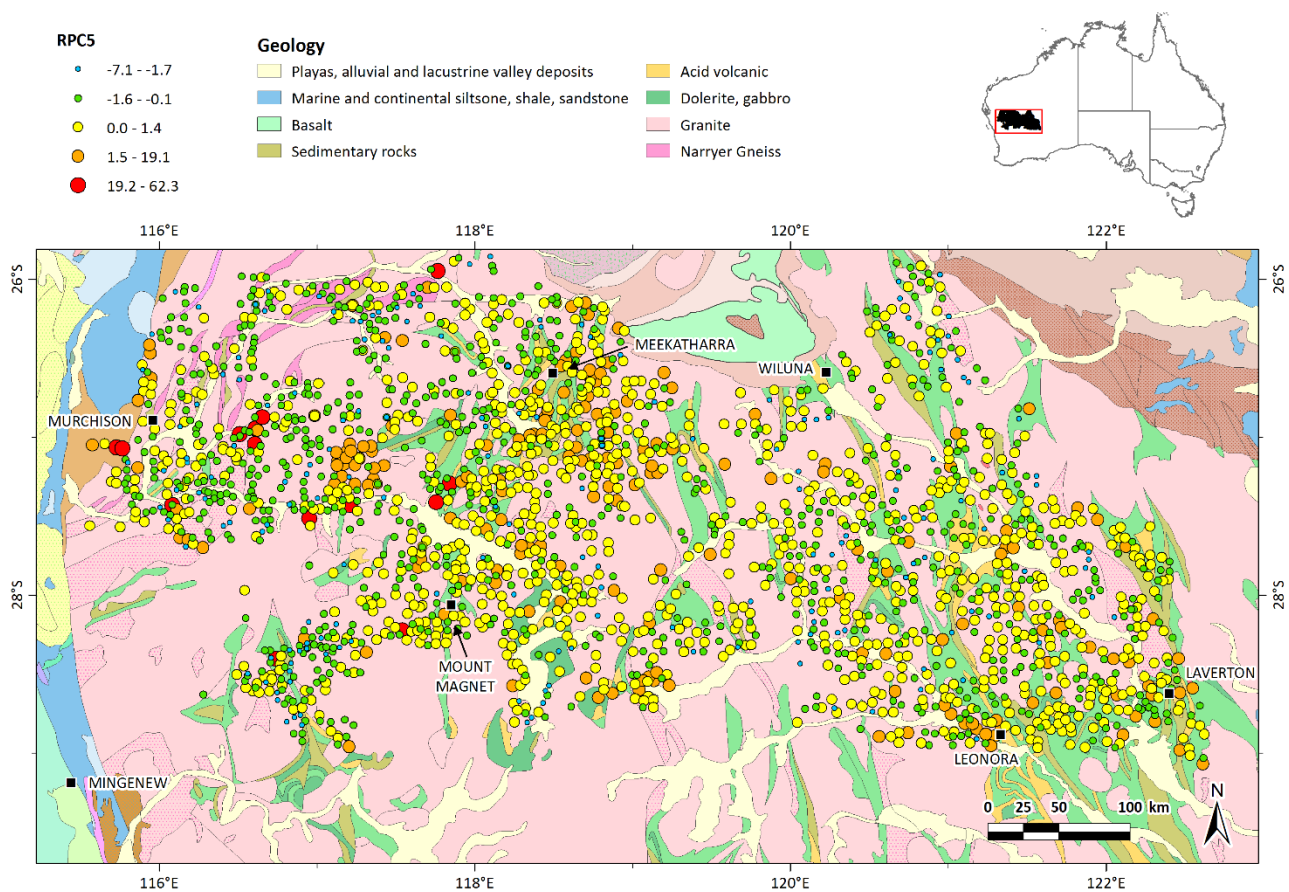 RPC5
-7.1 - -1.7
-1.6 - -0.1
0.0 - 1.4
1.5 - 19.1
19.2 - 62.3
Geology
Playas, alluvial and lacustrine valley deposits
Marine and continental siltsone, shale, sandstone
Basalt
Sedimentary rocks
Acid volcanic
Dolerite, gabbro
Granite
Narryer Gneiss
116°E 118°E 120°E 122°E
26°S 26°S
MEEKATHARRA
WILUNA
MURCHISON
28°S 28°S
MOUNT
MAGNET
LAVERTON
LEONORA
MINGENEW
N
0 25 50 100 km
116°E 118°E 120°E 122°E